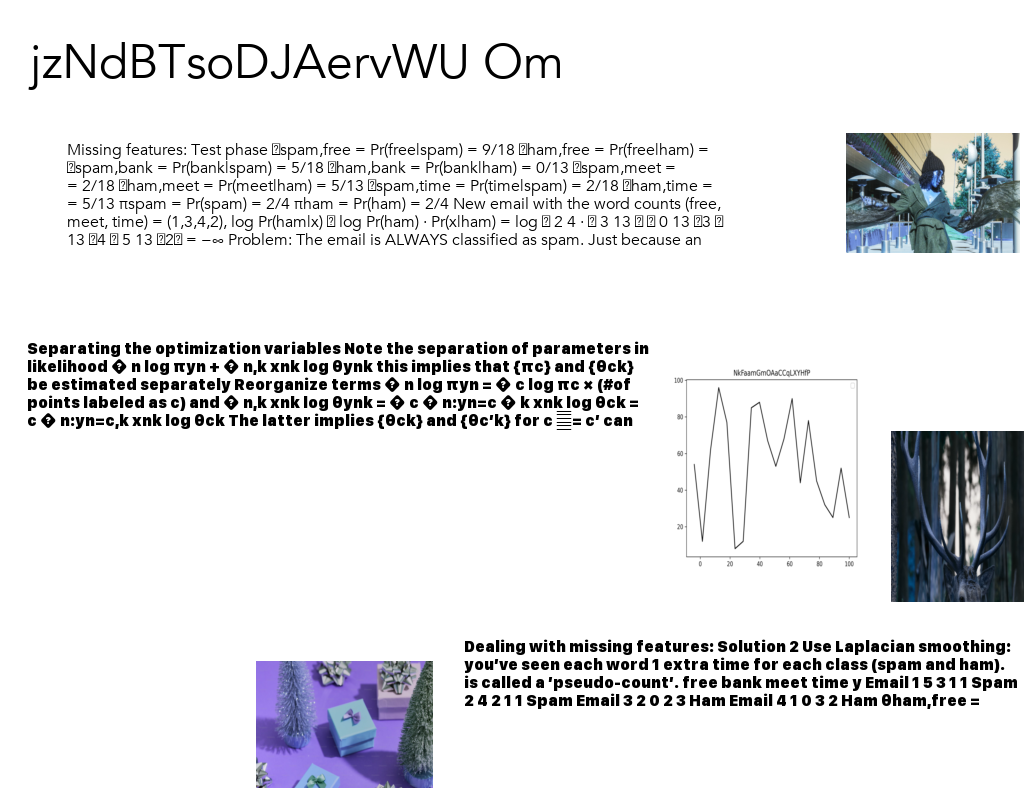 jzNdBTsoDJAervWU Om
Missing features: Test phase �spam,free = Pr(free|spam) = 9/18 �ham,free = Pr(free|ham) =
�spam,bank = Pr(bank|spam) = 5/18 �ham,bank = Pr(bank|ham) = 0/13 �spam,meet =
= 2/18 �ham,meet = Pr(meet|ham) = 5/13 �spam,time = Pr(time|spam) = 2/18 �ham,time =
= 5/13 πspam = Pr(spam) = 2/4 πham = Pr(ham) = 2/4 New email with the word counts (free,
meet, time) = (1,3,4,2), log Pr(ham|x) � log Pr(ham) · Pr(x|ham) = log � 2 4 · � 3 13 � � 0 13 �3 �
13 �4 � 5 13 �2� = −∞ Problem: The email is ALWAYS classified as spam. Just because an
Separating the optimization variables Note the separation of parameters in
likelihood � n log πyn + � n,k xnk log θynk this implies that {πc} and {θck}
be estimated separately Reorganize terms � n log πyn = � c log πc × (#of
points labeled as c) and � n,k xnk log θynk = � c � n:yn=c � k xnk log θck =
c � n:yn=c,k xnk log θck The latter implies {θck} and {θc′k} for c = c′ can
NkFaamGmOAaCCqLXYHfP
100
80
60
40
20
0 20 40 60 80 100
Dealing with missing features: Solution 2 Use Laplacian smoothing:
you’ve seen each word 1 extra time for each class (spam and ham).
is called a ’pseudo-count’. free bank meet time y Email 1 5 3 1 1 Spam
2 4 2 1 1 Spam Email 3 2 0 2 3 Ham Email 4 1 0 3 2 Ham θham,free =